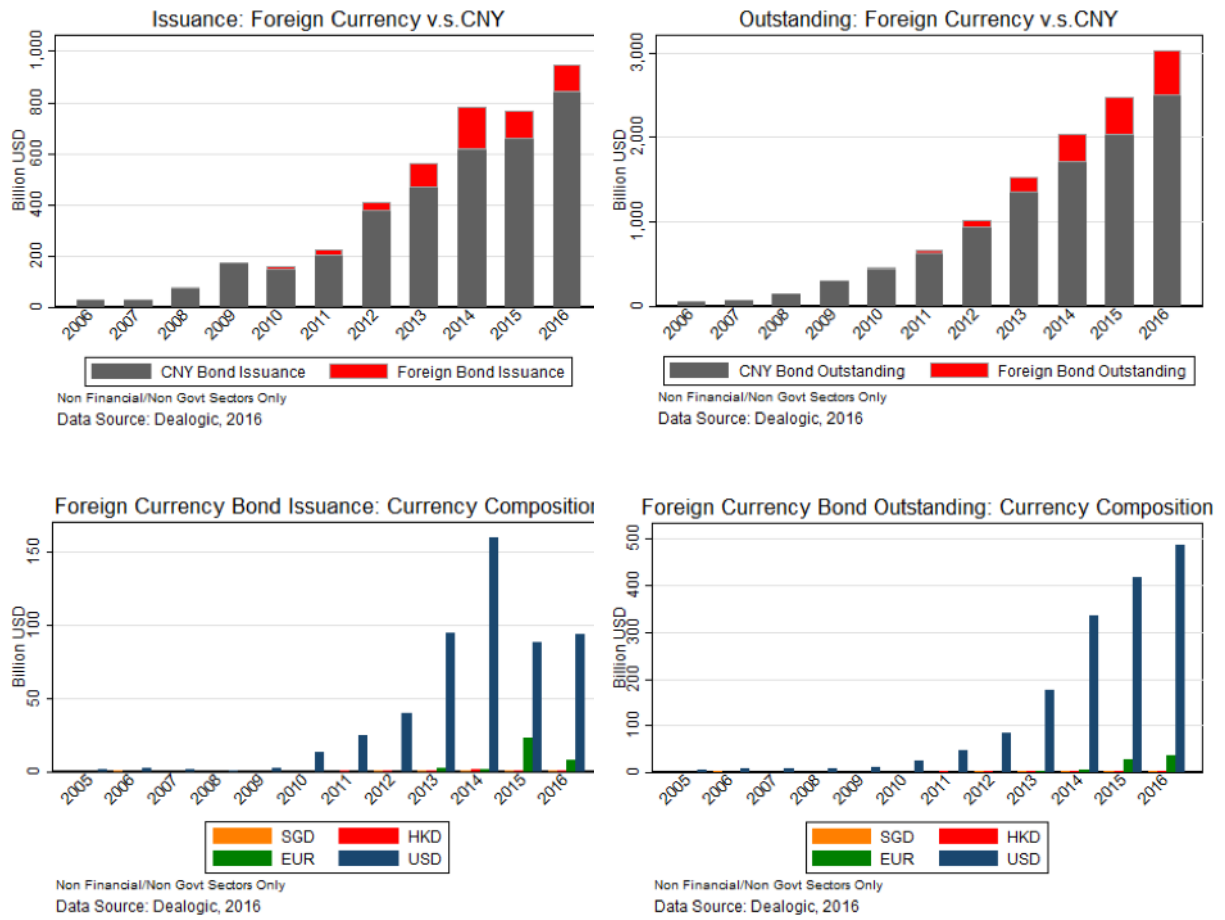 Issuance: Foreign Currency v.s.CNY
Billion USD
1,000
800
600
400
200
0
2006 2007 2008 2009 2010 2011 2012 2013 2014 2015 2016
CNY Bond Issuance Foreign Bond Issuance
Non Financial/Non Govt Sectors Only
Data Source: Dealogic, 2016
Outstanding: Foreign Currency v.s.CNY
Billion USD
3,000
2,000
1,000
0
2006 2007 2008 2009 2010 2011 2012 2013 2014 2015 2016
CNY Bond Outstanding Foreign Bond Outstanding
Non Financial/Non Govt Sectors Only
Data Source: Dealogic, 2016
Foreign Currency Bond Issuance: Currency Composition
Billion USD
150
100
50
0
2005 2006 2007 2008 2009 2010 2011 2012 2013 2014 2015 2016
SGD HKD
EUR USD
Non Financial/Non Govt Sectors Only
Data Source: Dealogic, 2016
Foreign Currency Bond Outstanding: Currency Composition
Billion USD
500
400
300
200
100
0
2005 2006 2007 2008 2009 2010 2011 2012 2013 2014 2015 2016
SGD HKD
EUR USD
Non Financial/Non Govt Sectors Only
Data Source: Dealogic, 2016